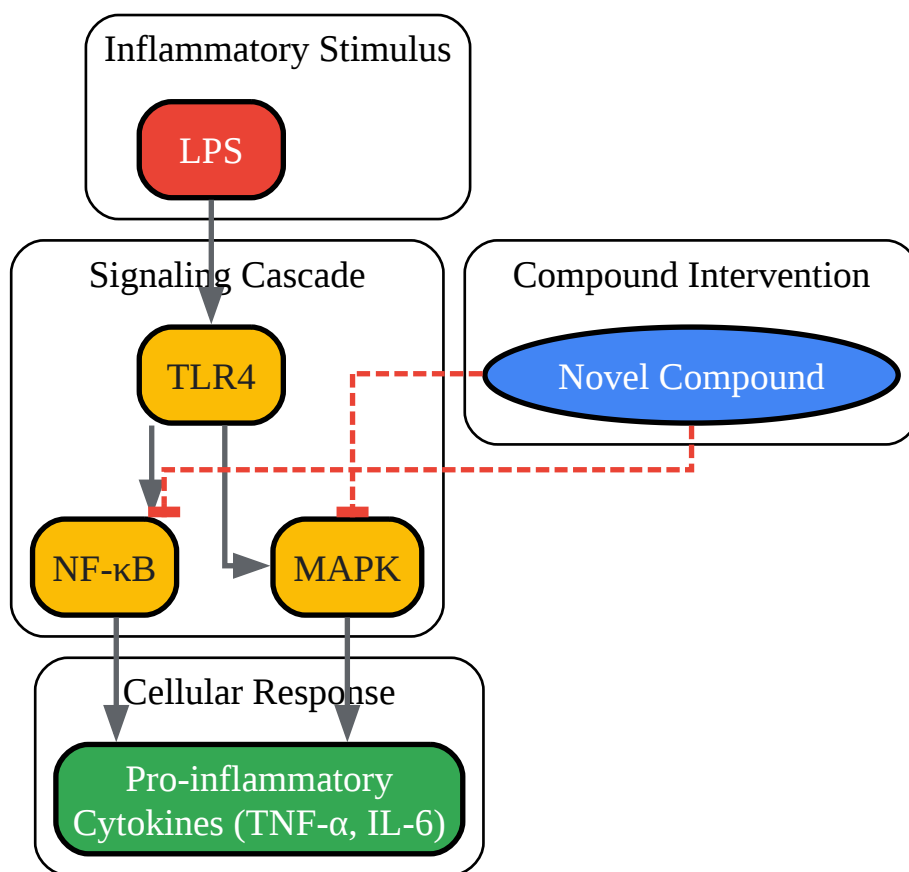 Inflammatory Stimulus
LPS
Signaling Cascade
Compound Intervention
TLR4
Novel Compound
NF-κB
MAPK
Cellular Response
Pro-inflammatory
Cytokines (TNF-α, IL-6)